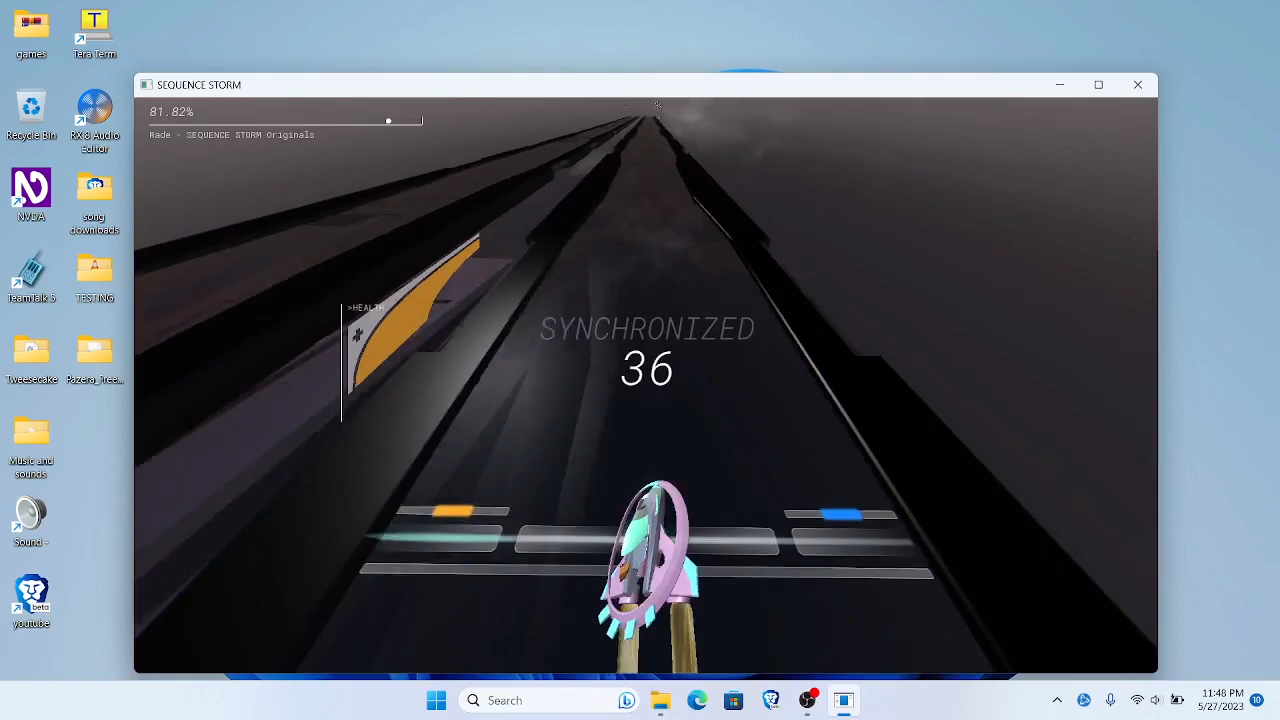 games
Tera Term
Recycle Bin
RX 8 Audio
Editor
NVDA
song
downloads
TeamTalk 5
TESTING
Tweesecake
Pazera_Free...
Music and
sounds
Sound -
beta
youtube
SEQUENCE STORM
81.82%
Rade - SEQUENCE STORM Originals
>HEALTH
SYNCHRONIZED
36
Search
11:48 PM
5/27/2023
10